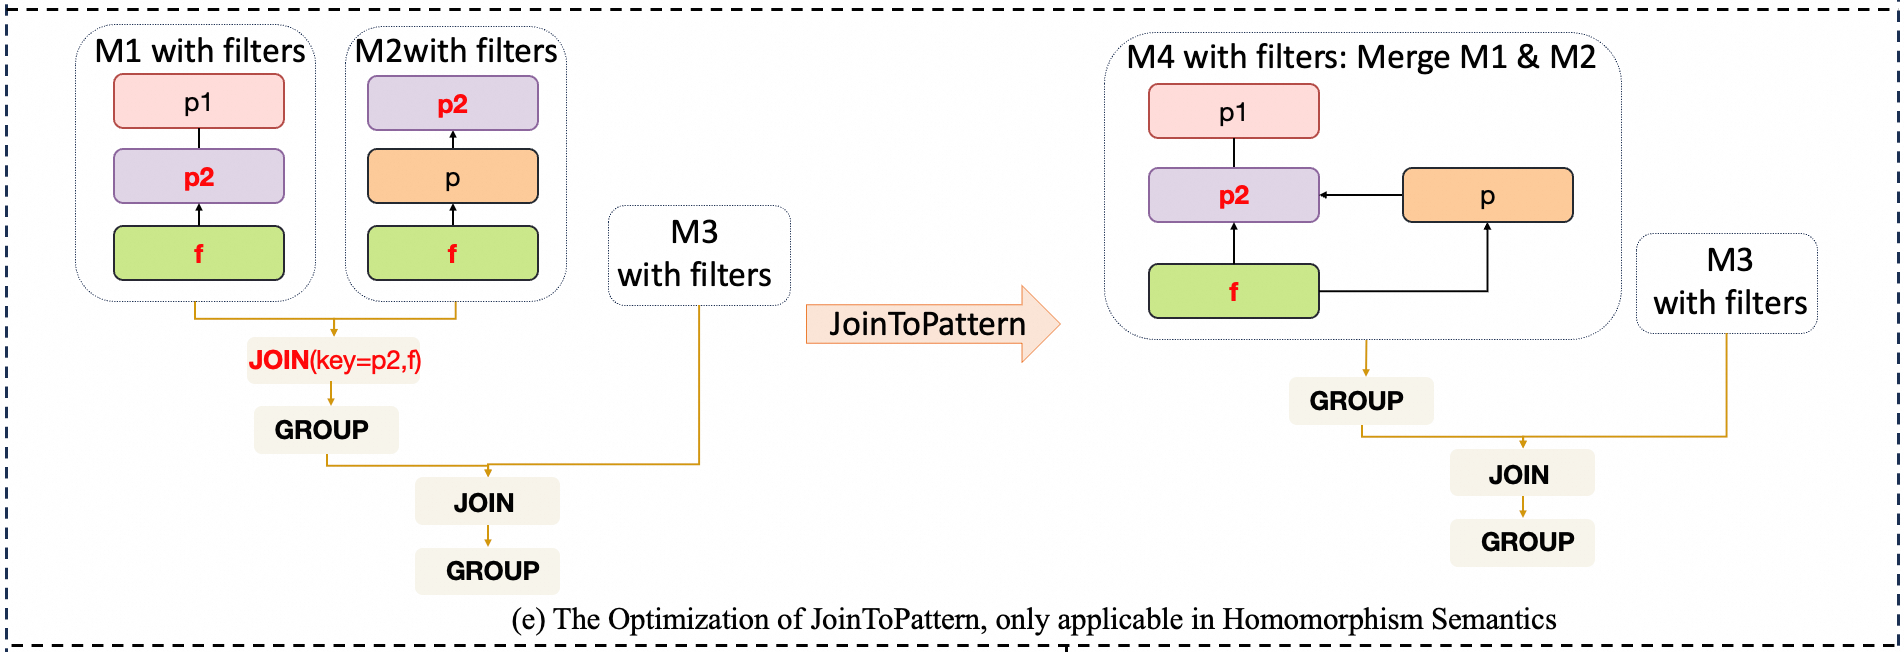 M1 with filters
p1
p2
f
M2with filters
p2
p
f
M3
with filters
JOIN(key=p2,f)
GROUP
JOIN
GROUP
JoinToPattern
M4 with filters: Merge M1 & M2
p1
p2
p
f
M3
with filters
GROUP
JOIN
GROUP
(e) The Optimization of JoinToPattern, only applicable in Homomorphism Semantics